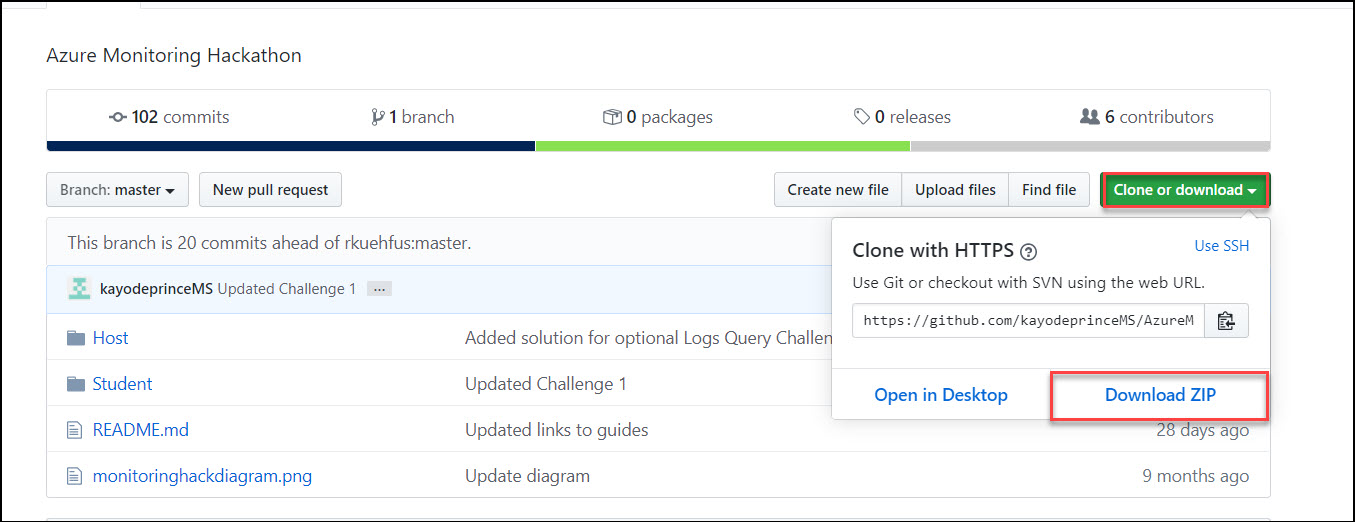 Azure Monitoring Hackathon
102 commits 1 branch 0 packages 0 releases 6 contributors
Branch: master New pull request Create new file Upload files Find file Clone or download
This branch is 20 commits ahead of rkuehfus:master.
kayodeprinceMS Updated Challenge 1 ...
Host Added solution for optional Logs Query Challen
Student Updated Challenge 1
README.md Updated links to guides 28 days ago
monitoringhackdiagram.png Update diagram 9 months ago
Clone with HTTPS ? Use SSH
Use Git or checkout with SVN using the web URL.
https://github.com/kayodeprinceMS/AzureM
Open in Desktop Download ZIP